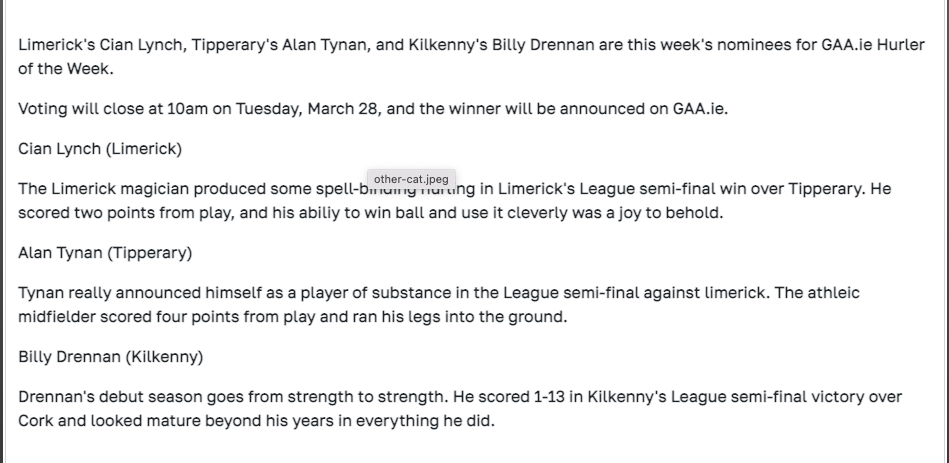 Limerick's Cian Lynch, Tipperary's Alan Tynan, and Kilkenny's Billy Drennan are this week's nominees for GAA.ie Hurler
of the Week.
Voting will close at 10am on Tuesday, March 28, and the winner will be announced on GAA.ie.
Cian Lynch (Limerick)
other-cat.jpeg
The Limerick magician produced some spell-binding hurling in Limerick's League semi-final win over Tipperary. He
scored two points from play, and his abiliy to win ball and use it cleverly was a joy to behold.
Alan Tynan (Tipperary)
Tynan really announced himself as a player of substance in the League semi-final against limerick. The athleic
midfielder scored four points from play and ran his legs into the ground.
Billy Drennan (Kilkenny)
Drennan's debut season goes from strength to strength. He scored 1-13 in Kilkenny's League semi-final victory over
Cork and looked mature beyond his years in everything he did.